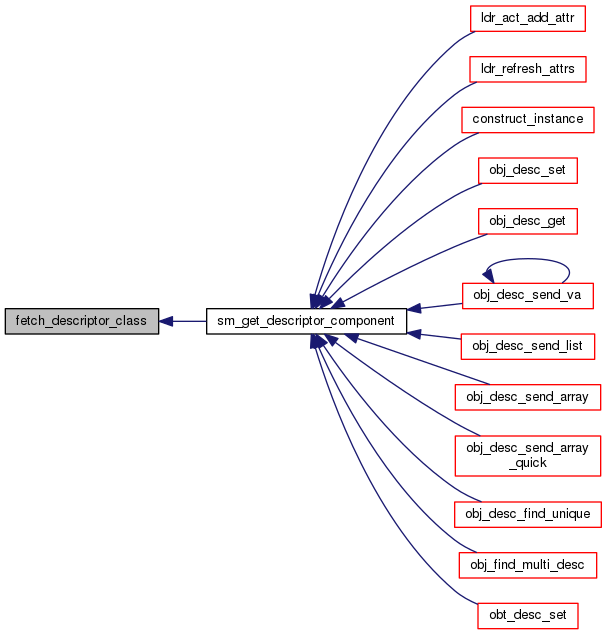 ldr_act_add_attr
ldr_refresh_attrs
construct_instance
obj_desc_set
obj_desc_get
obj_desc_send_va
fetch_descriptor_class
sm_get_descriptor_component
obj_desc_send_list
obj_desc_send_array
obj_desc_send_array
_quick
obj_desc_find_unique
obj_find_multi_desc
obt_desc_set